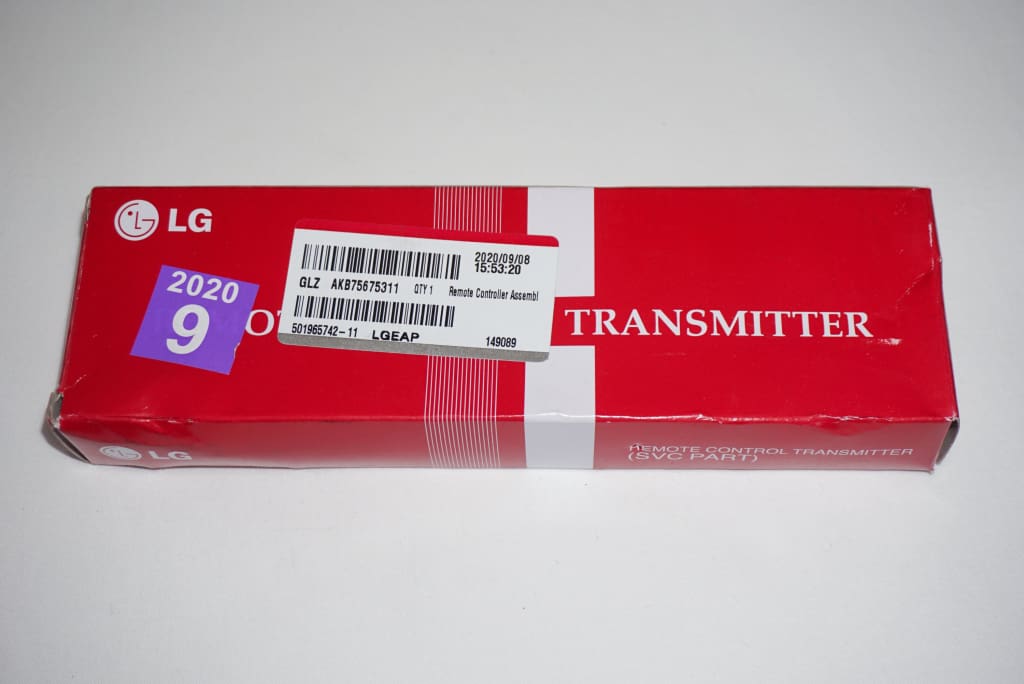 LG
2020
9
2020/09/08
15:53:20
GLZ AKB75675311 QTY 1 Remote Controller Assembl
501965742-11 LGEAP 149089
TRANSMITTER
LG
REMOTE CONTROL TRANSMITTER
(SVC PART)